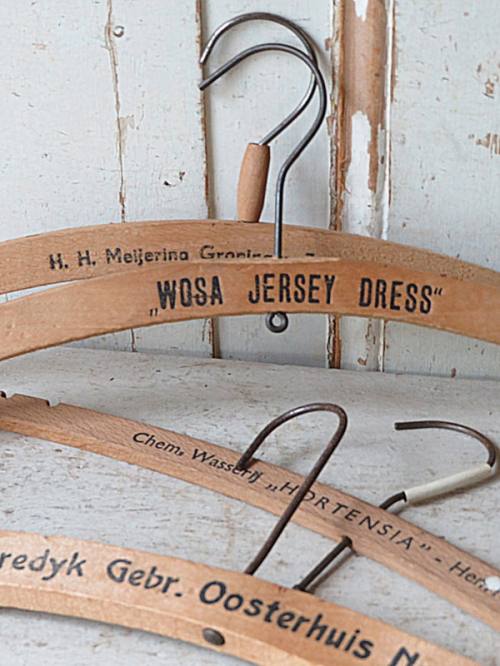 H. H. Meijering
„WOSA JERSEY DRESS“
Chem. Wasserij „HORTENSIA“ -
redyk Gebr. Oosterhuis N